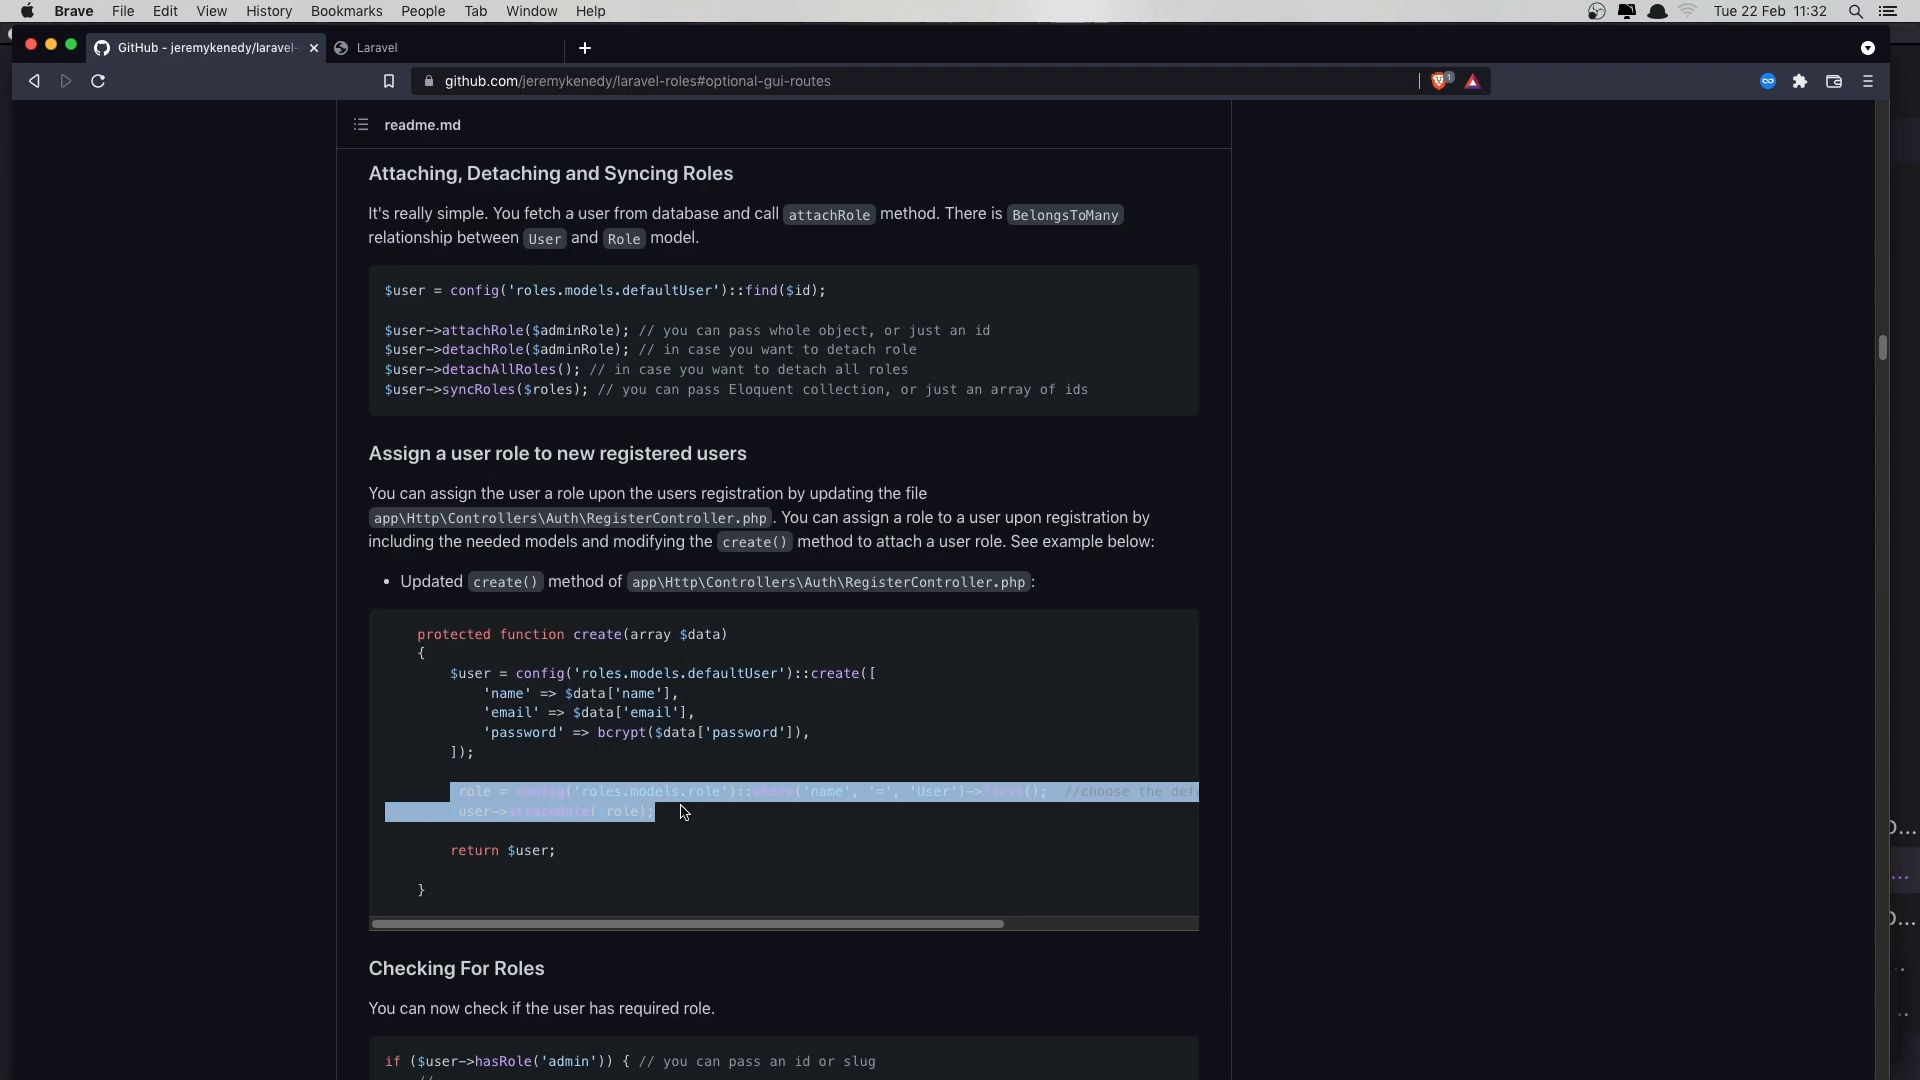 Brave File Edit View History Bookmarks People Tab Window Help Tue 22 Feb 11:32
GitHub - jeremykenedy/laravel- Laravel
github.com/jeremykenedy/laravel-roles#optional-gui-routes 1
readme.md
Attaching, Detaching and Syncing Roles
It's really simple. You fetch a user from database and call attachRole method. There is BelongsToMany
relationship between User and Role model.
$user = config('roles.models.defaultUser')::find($id);
$user->attachRole($adminRole); // you can pass whole object, or just an id
$user->detachRole($adminRole); // in case you want to detach role
$user->detachAllRoles(); // in case you want to detach all roles
$user->syncRoles($roles); // you can pass Eloquent collection, or just an array of ids
Assign a user role to new registered users
You can assign the user a role upon the users registration by updating the file
app\Http\Controllers\Auth\RegisterController.php. You can assign a role to a user upon registration by
including the needed models and modifying the create() method to attach a user role. See example below:
• Updated create() method of app\Http\Controllers\Auth\RegisterController.php:
protected function create(array $data)
{
$user = config('roles.models.defaultUser')::create([
'name' => $data['name'],
'email' => $data['email'],
'password' => bcrypt($data['password']),
]);
role = config('roles.models.role')::where('name', '=', 'User')->first(); //choose the def
user->attachRole($role);
return $user;
}
Checking For Roles
You can now check if the user has required role.
if ($user->hasRole('admin')) { // you can pass an id or slug
//